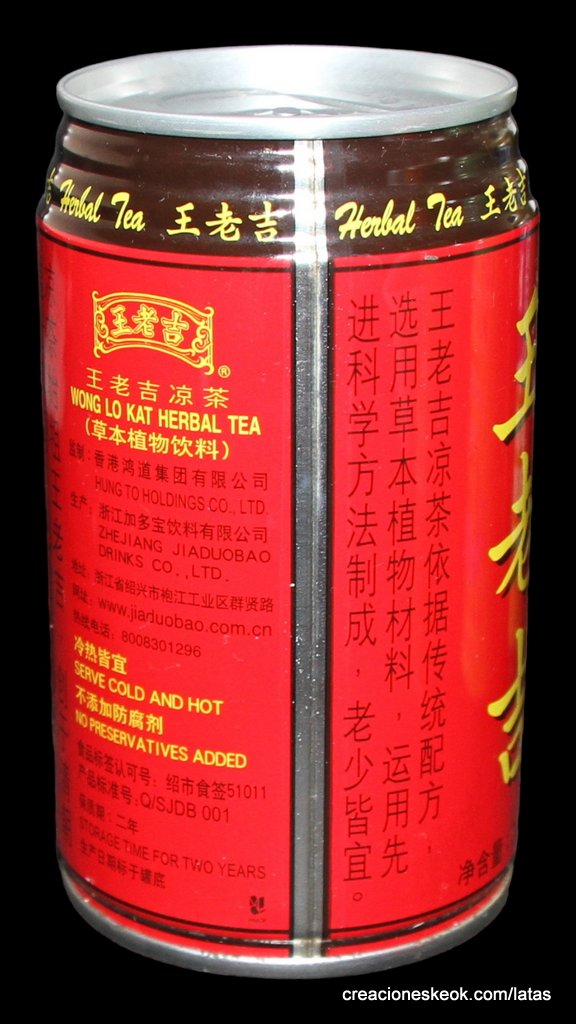 Herbal Tea 王老吉 Herbal Tea 王老吉
王老吉
®
王老吉凉茶
WONG LO KAT HERBAL TEA
(草本植物饮料)
监制:香港鸿道集团有限公司
HUNG TO HOLDINGS CO., LTD.
生产:浙江加多宝饮料有限公司
ZHEJIANG JIADUOBAO
DRINKS CO.,LTD.
地址:浙江省绍兴市袍江工业区群贤路
网址:www.jiaduobao.com.cn
热线电话:8008301296
冷热皆宜
SERVE COLD AND HOT
不添加防腐剂
NO PRESERVATIVES ADDED
食品标签认可号:绍市食签51011
产品标准号:Q/SJDB 001
保质期:二年
STORAGE TIME FOR TWO YEARS
生产日期标于罐底
王老吉凉茶依据传统配方,
选用草本植物材料,运用先
进科学方法制成,老少皆宜。
王老吉
净含量
creacioneskeok.com/latas